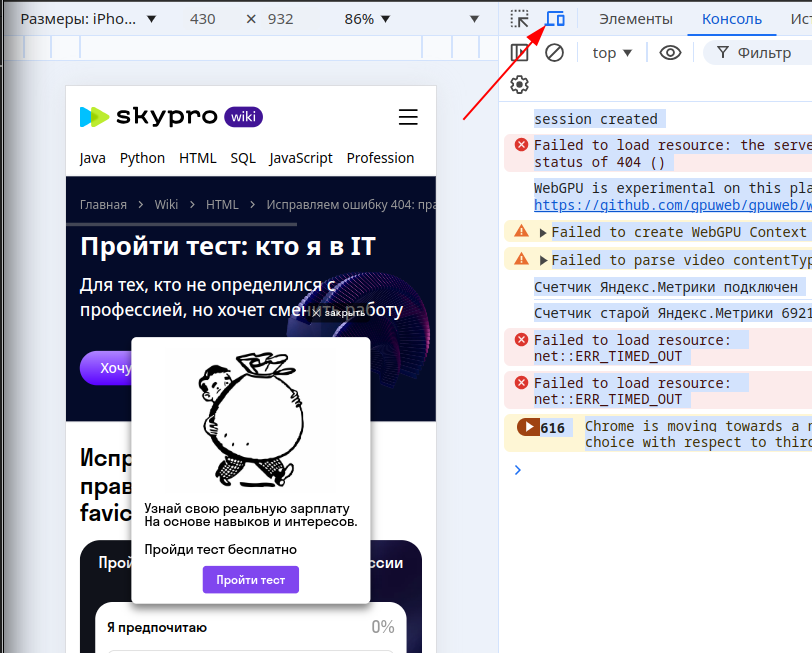 Размеры: iPho... 430 × 932 86%
Элементы Консоль Ист
top Фильтр
skypro wiki
Java Python HTML SQL JavaScript Profession
Главная Wiki HTML Исправляем ошибку 404: пра
Пройти тест: кто я в IT
Для тех, кто не определился с
профессией, но хочет сменить работу
закрыть
Хочу
Испр
прав
favic
Узнай свою реальную зарплату
На основе навыков и интересов.
Пройди тест бесплатно
Пройти тест
Прой ссии
Я предпочитаю 0%
session created
Failed to load resource: the serve
status of 404 ()
WebGPU is experimental on this pla
https://github.com/gpuweb/gpuweb/w
Failed to create WebGPU Context
Failed to parse video contentTyp
Счетчик Яндекс.Метрики подключен
Счетчик старой Яндекс.Метрики 6921
Failed to load resource:
net::ERR_TIMED_OUT
Failed to load resource:
net::ERR_TIMED_OUT
616 Chrome is moving towards a n
choice with respect to thirc